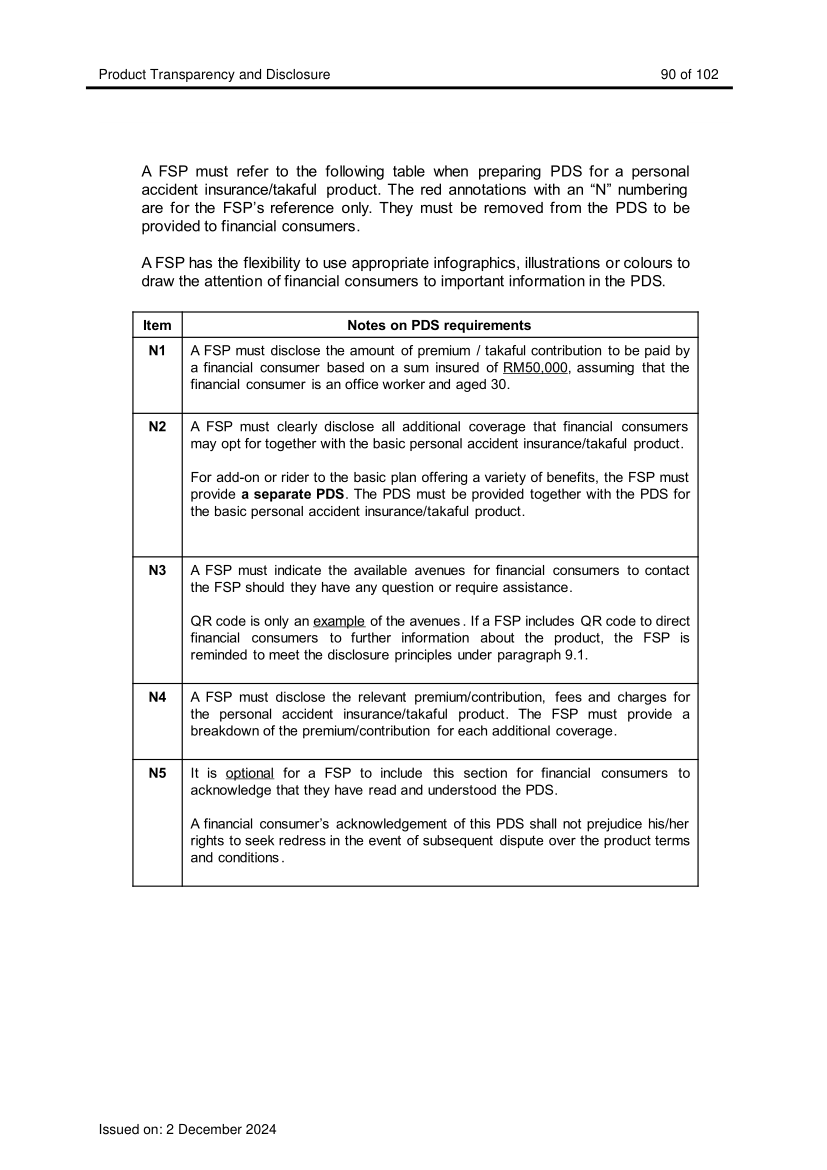 Product Transparency and Disclosure 90 of 102
A FSP must refer to the following table when preparing PDS for a personal
accident insurance/takaful product. The red annotations with an “N” numbering
are for the FSP’s reference only. They must be removed from the PDS to be
provided to financial consumers.
A FSP has the flexibility to use appropriate infographics, illustrations or colours to
draw the attention of financial consumers to important information in the PDS.
Item Notes on PDS requirements
N1 A FSP must disclose the amount of premium / takaful contribution to be paid by
a financial consumer based on a sum insured of RM50,000, assuming that the
financial consumer is an office worker and aged 30.
N2 A FSP must clearly disclose all additional coverage that financial consumers
may opt for together with the basic personal accident insurance/takaful product.
For add-on or rider to the basic plan offering a variety of benefits, the FSP must
provide a separate PDS. The PDS must be provided together with the PDS for
the basic personal accident insurance/takaful product.
N3 A FSP must indicate the available avenues for financial consumers to contact
the FSP should they have any question or require assistance.
QR code is only an example of the avenues. If a FSP includes QR code to direct
financial consumers to further information about the product, the FSP is
reminded to meet the disclosure principles under paragraph 9.1.
N4 A FSP must disclose the relevant premium/contribution, fees and charges for
the personal accident insurance/takaful product. The FSP must provide a
breakdown of the premium/contribution for each additional coverage.
N5 It is optional for a FSP to include this section for financial consumers to
acknowledge that they have read and understood the PDS.
A financial consumer’s acknowledgement of this PDS shall not prejudice his/her
rights to seek redress in the event of subsequent dispute over the product terms
and conditions.
Issued on: 2 December 2024